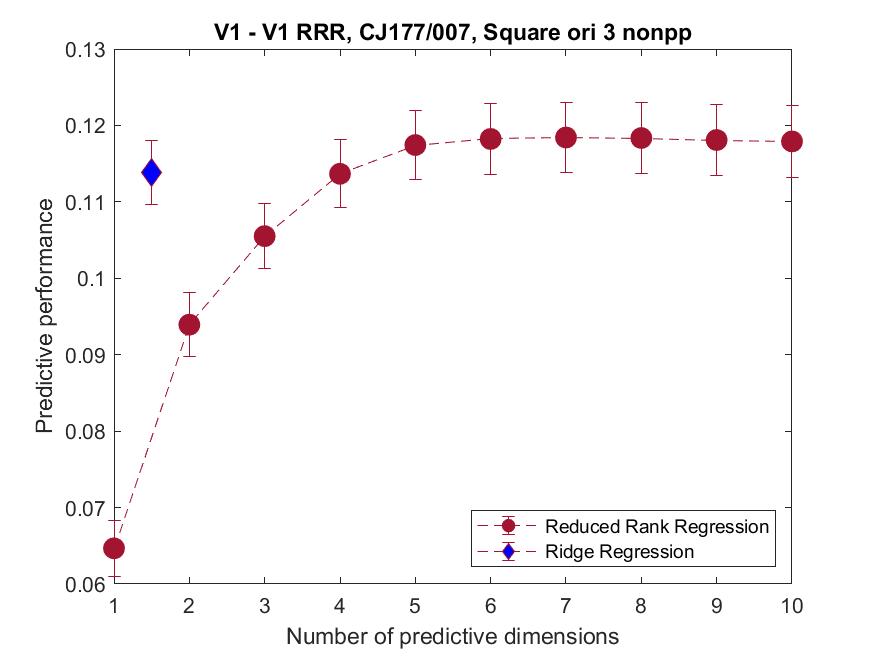 V1 - V1 RRR, CJ177/007, Square ori 3 nonpp
0.13
0.12
0.11
0.1
0.09
0.08
0.07
0.06
Predictive performance
Reduced Rank Regression
Ridge Regression
1 2 3 4 5 6 7 8 9 10
Number of predictive dimensions